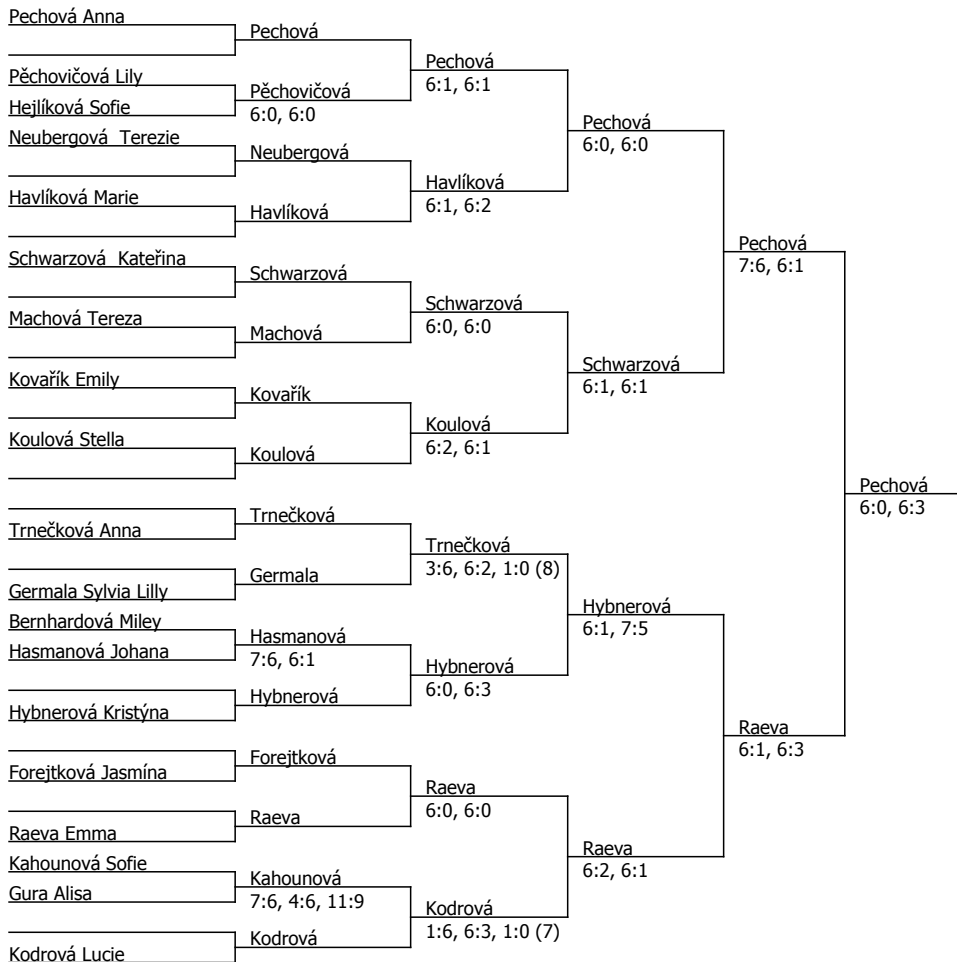 Pechová Anna
Pěchovičová Lily
Hejlíková Sofie
Neubergová  Terezie
Havlíková Marie
Schwarzová  Kateřina
Machová Tereza
Kovařík Emily
Koulová Stella
Trnečková Anna
Germala Sylvia Lilly
Bernhardová Miley
Hasmanová Johana
Hybnerová Kristýna
Forejtková Jasmína
Raeva Emma
Kahounová Sofie
Gura Alisa
Kodrová Lucie
Pechová
Pěchovičová
6:0, 6:0
Neubergová
Havlíková
Schwarzová
Machová
Kovařík
Koulová
Trnečková
Germala
Hasmanová
7:6, 6:1
Hybnerová
Forejtková
Raeva
Kahounová
7:6, 4:6, 11:9
Kodrová
Pechová
6:1, 6:1
Havlíková
6:1, 6:2
Schwarzová
6:0, 6:0
Koulová
6:2, 6:1
Trnečková
3:6, 6:2, 1:0 (8)
Hybnerová
6:0, 6:3
Raeva
6:0, 6:0
Kodrová
1:6, 6:3, 1:0 (7)
Pechová
6:0, 6:0
Schwarzová
6:1, 6:1
Hybnerová
6:1, 7:5
Raeva
6:2, 6:1
Pechová
7:6, 6:1
Raeva
6:1, 6:3
Pechová
6:0, 6:3